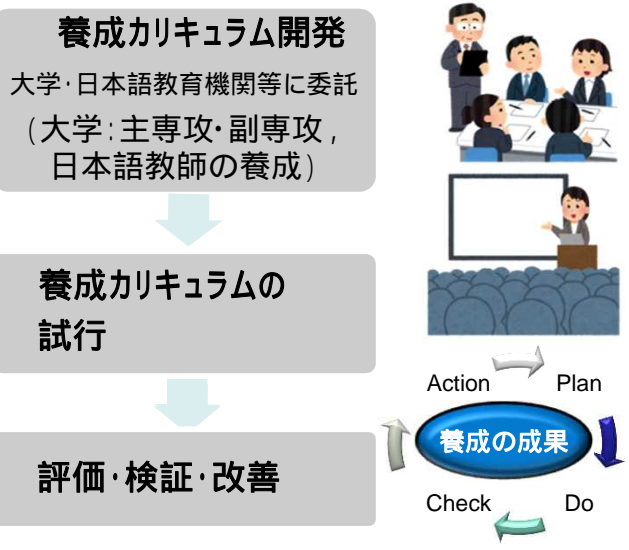 養成カリキュラム開発
大学・日本語教育機関等に委託
(大学:主専攻・副専攻,
日本語教師の養成)
養成カリキュラムの
試行
評価・検証・改善
Action
Plan
養成の成果
Check
Do